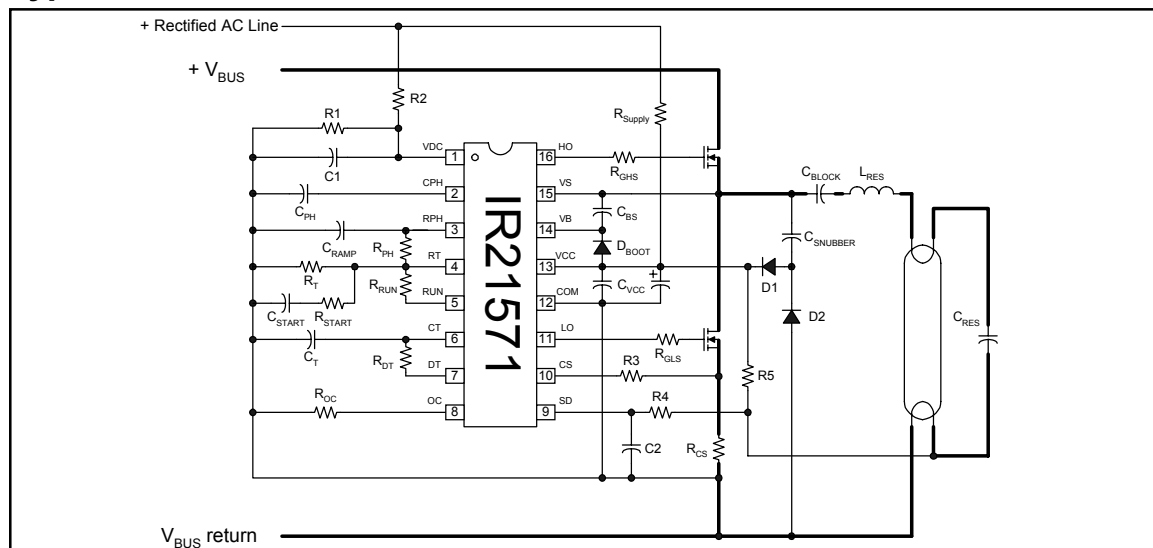 + Rectified AC Line
+ VBUS
R1
R2
RSupply
VDC
1
16
HO
RGHS
C1
CPH
2
15
VS
CBS
CBLOCK
LRES
CPH
RPH
3
14
VB
DBOOT
CSNUBBER
CRAMP
RPH
RT
4
13
VCC
RT
RRUN
CVCC
D1
RUN
5
12
COM
CSTART
RSTART
D2
CRES
CT
6
11
LO
CT
RDT
RGLS
DT
7
10
CS
R3
R5
OC
8
9
SD
R4
ROC
C2
RCS
IR21571
VBUS return